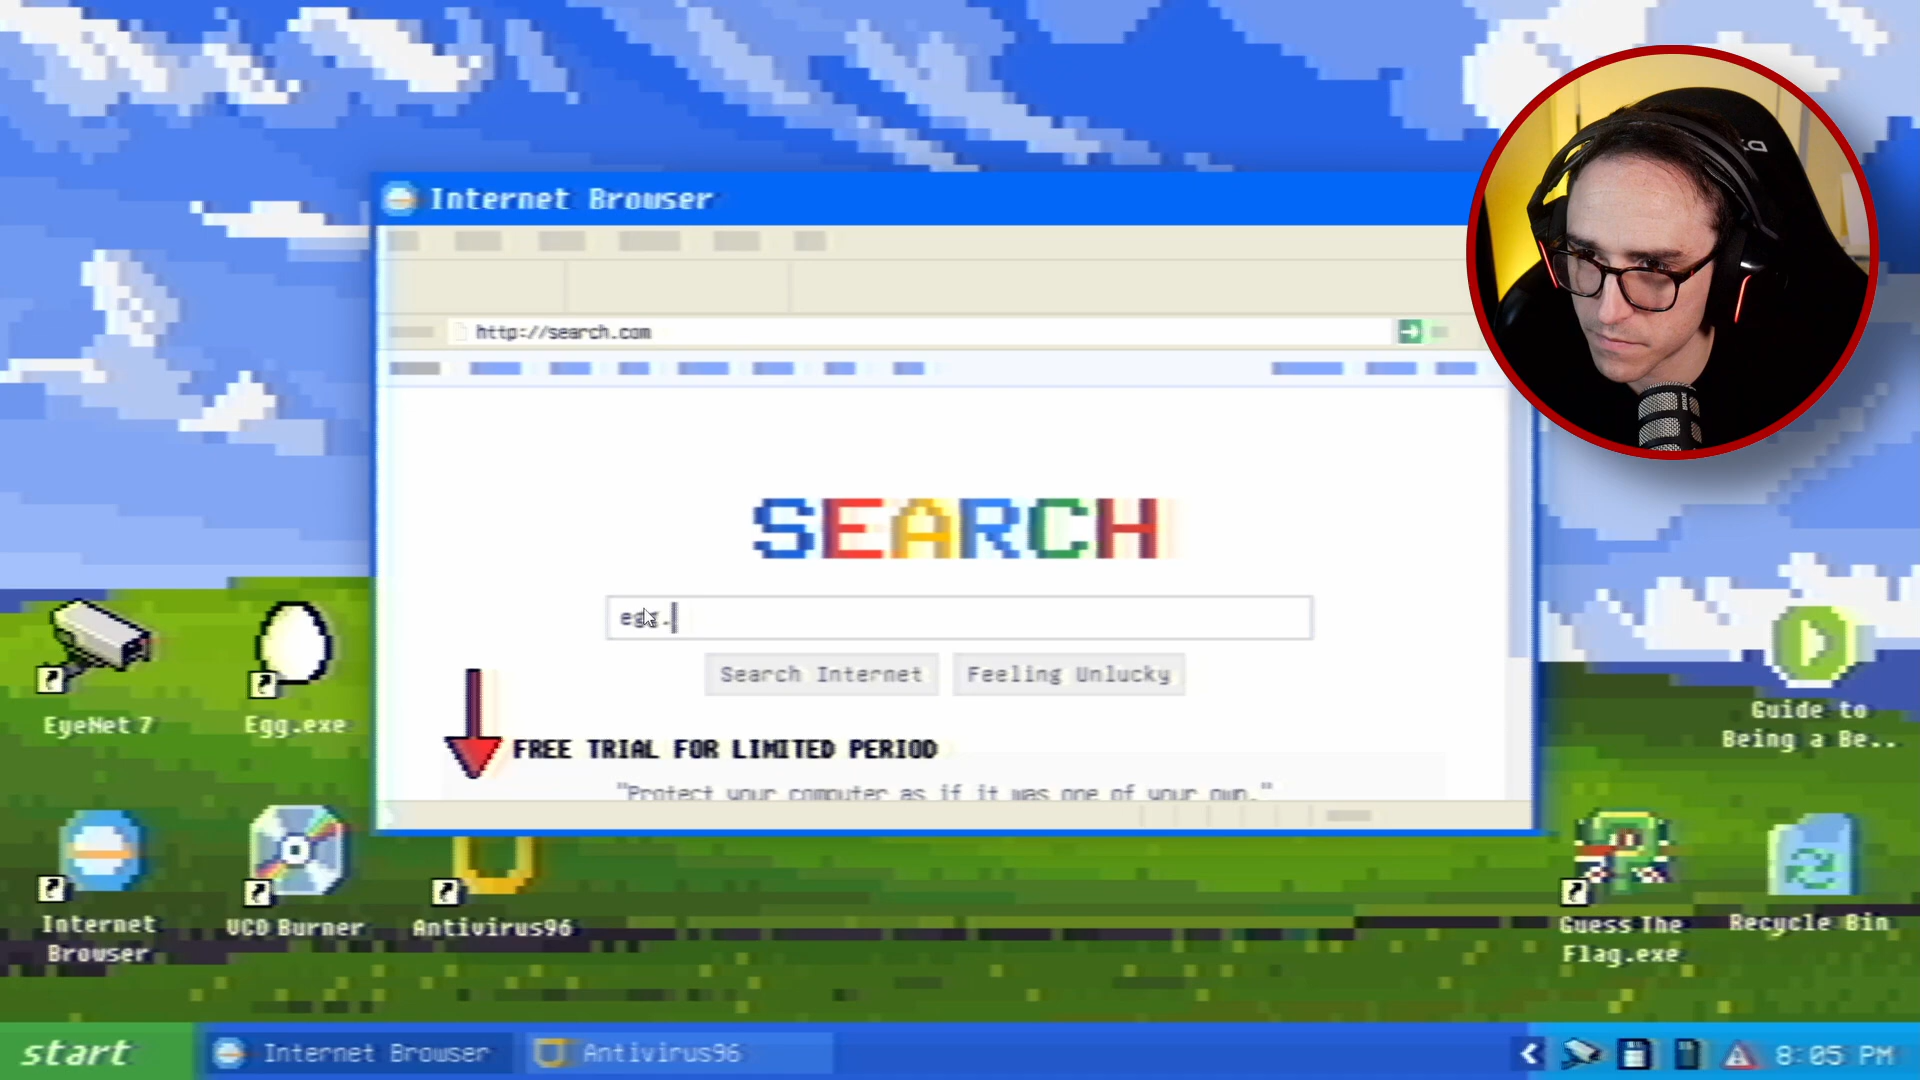 Internet Browser
http://search.com
SEARCH
egg.
Search Internet
Feeling Unlucky
FREE TRIAL FOR LIMITED PERIOD
"Protect your computer as if it was one of your own."
EyeNet 7
Egg.exe
Internet
Browser
VCD Burner
Antivirus96
Guide to
Being a Be..
Guess The
Flag.exe
Recycle Bin
start
Internet Browser
Antivirus96
8:05 PM